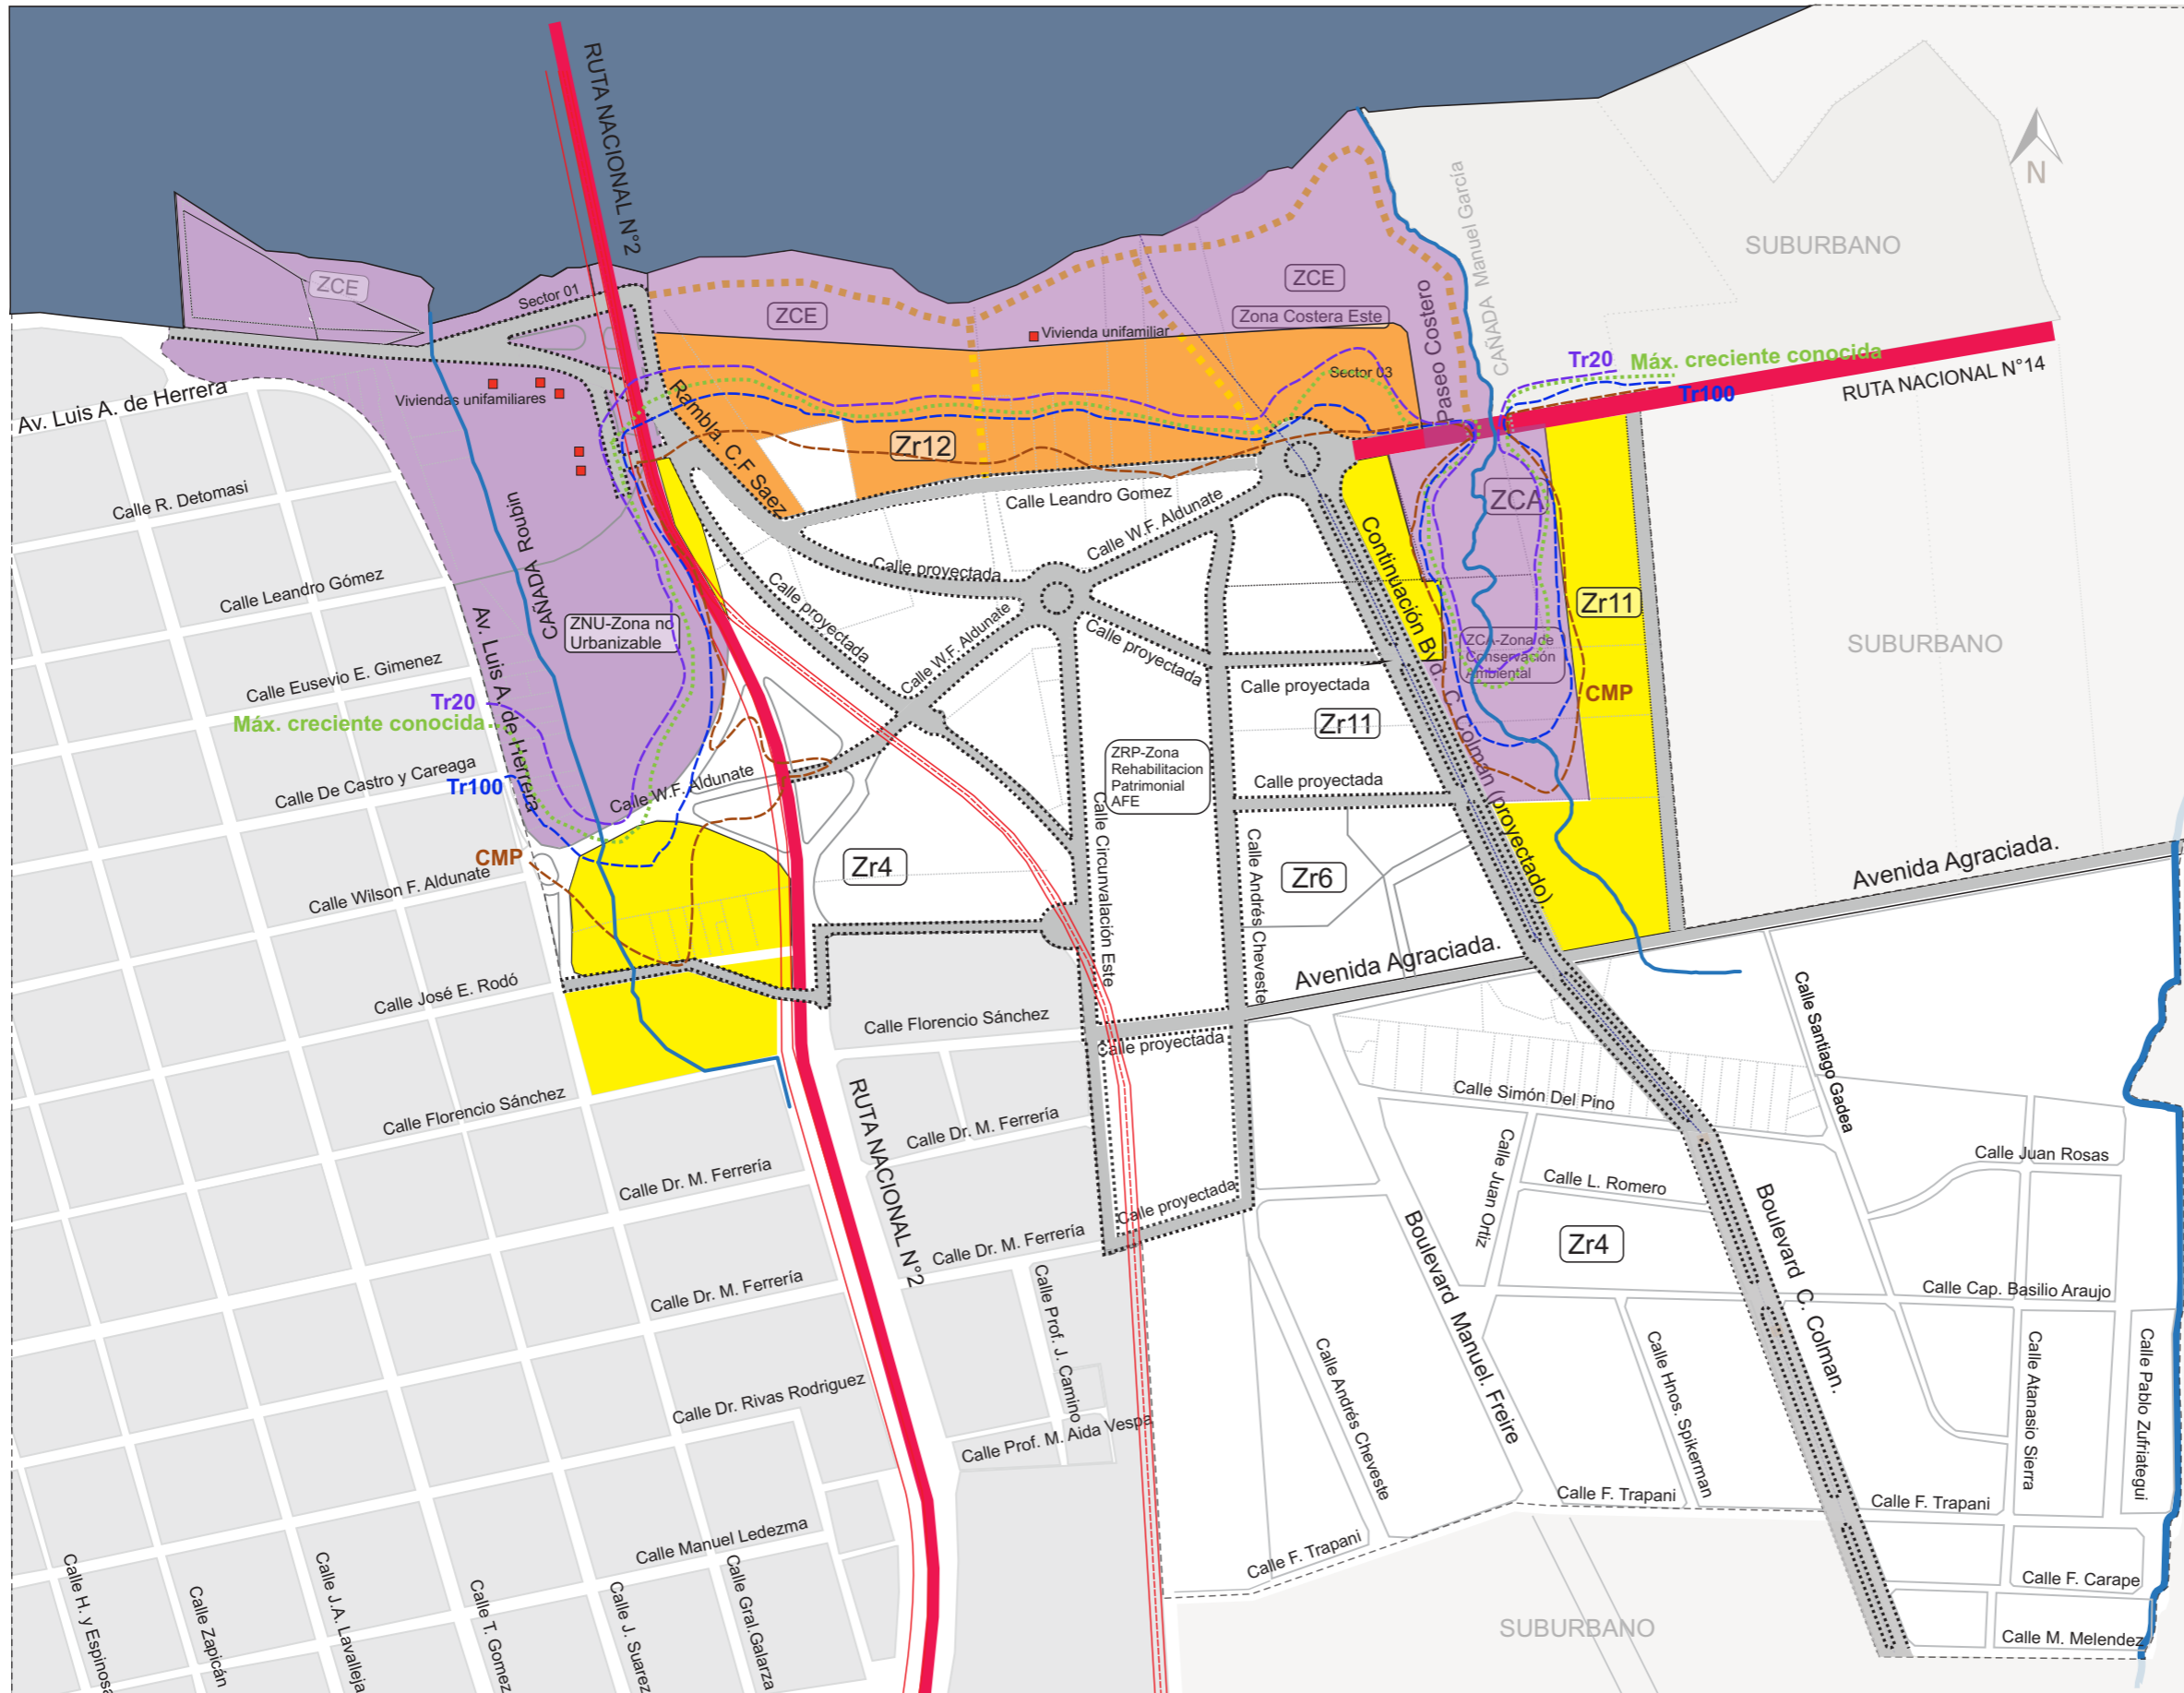 RUTA NACIONAL N°2
N
SUBURBANO
CAÑADA Manuel García
ZCE
Sector 01
ZCE
ZCE
Zona Costera Este
Paseo Costero
Vivienda unifamiliar
Sector 03
Tr20
Máx. creciente conocida
Tr100
RUTA NACIONAL N°14
Viviendas unifamiliares
Av. Luis A. de Herrera
Rambla. C.F Saez
Zr12
Calle R. Detomasi
Calle Leandro Gomez
ZCA
CAÑADA Roubin
Calle W.F. Aldunate
Continuación Bvd. C. Colman (proyectado).
Calle proyectada
Calle proyectada
Calle Leandro Gómez
Zr11
ZNU-Zona no
Urbanizable
Calle W.F. Aldunate
Calle proyectada
ZCA-Zona de
Conservación
Ambiental
SUBURBANO
Av. Luis A. de Herrera
Calle Eusevio E. Gimenez
Calle proyectada
CMP
Tr20
Máx. creciente conocida
Zr11
ZRP-Zona
Rehabilitacion
Patrimonial
AFE
Calle De Castro y Careaga
Tr100
Calle W.F. Aldunate
Calle proyectada
Calle Circunvalación Este
Calle Andrés Cheveste
CMP
Zr4
Zr6
Avenida Agraciada.
Calle Wilson F. Aldunate
Avenida Agraciada.
Calle José E. Rodó
Calle Florencio Sánchez
Calle proyectada
Calle Santiago Gadea
Calle Florencio Sánchez
RUTA NACIONAL N°2
Calle Dr. M. Ferrería
Calle Simón Del Pino
Calle Juan Ortiz
Calle Juan Rosas
Calle Dr. M. Ferrería
Calle L. Romero
Calle proyectada
Boulevard Manuel. Freire
Zr4
Boulevard C. Colman.
Calle Dr. M. Ferrería
Calle Dr. M. Ferrería
Calle Cap. Basilio Araujo
Calle Prof. J. Camino
Calle Andrés Cheveste
Calle Hnos. Spikerman
Calle Atanasio Sierra
Calle Pablo Zufriategui
Calle Dr. Rivas Rodriguez
Calle Prof. M. Aida Vespa
Calle F. Trapani
Calle F. Trapani
Calle Manuel Ledezma
Calle F. Trapani
Calle F. Carape
Calle H. y Espinosa
Calle Zapicán
Calle J.A. Lavalleja
Calle T. Gomez
Calle J. Suarez
Calle Gral.Galarza
SUBURBANO
Calle M. Melendez